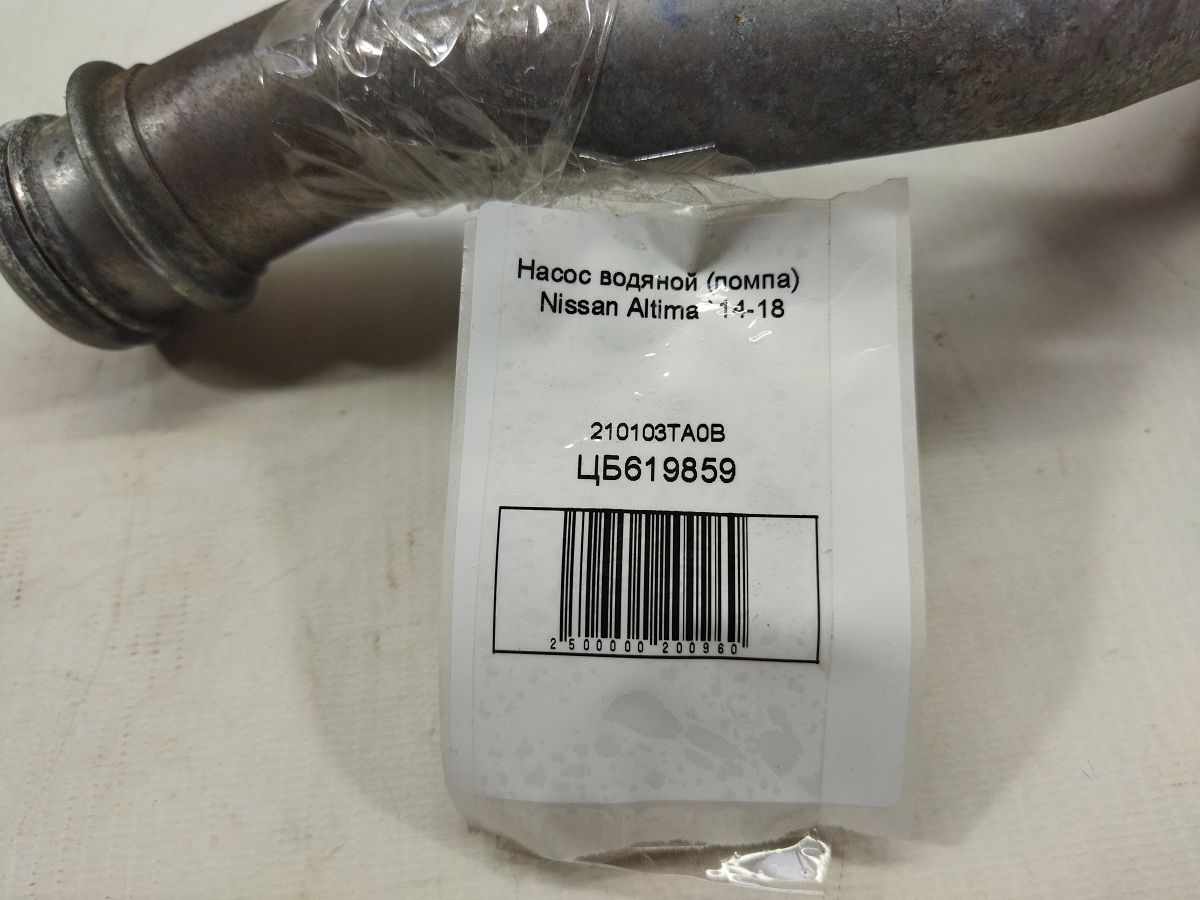 Насос водяной (помпа)
Nissan Altima `14-18
210103TA0B
ЦБ619859
2500000200960